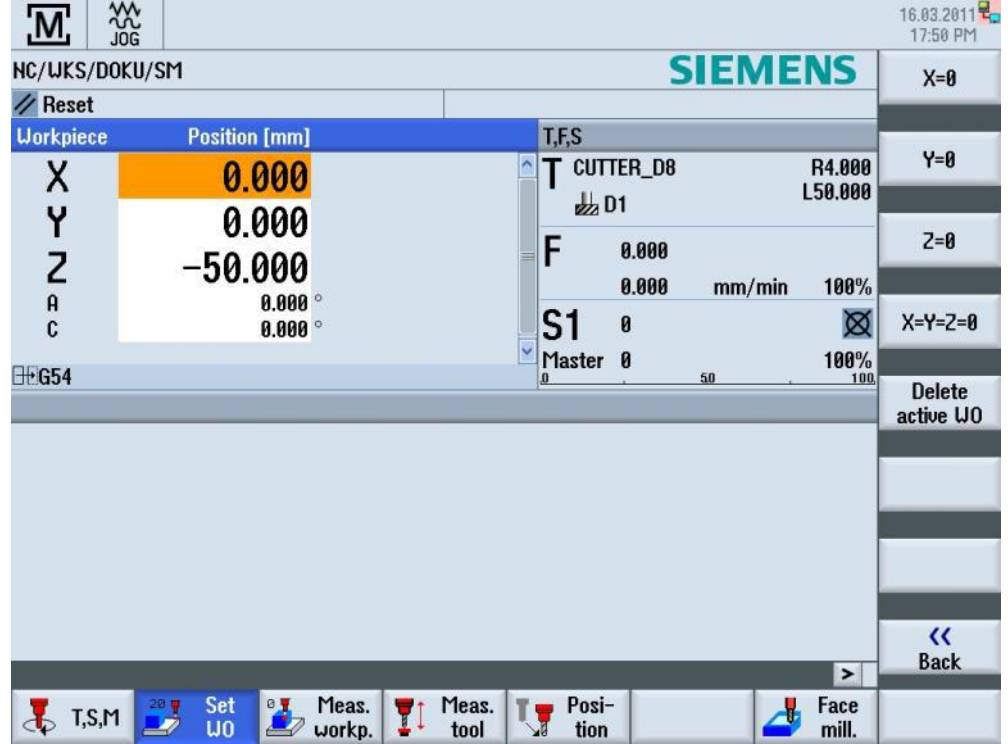 M
JOG
16.03.2011
17:50 PM
NC/WKS/DOKU/SM
SIEMENS
Reset
Workpiece Position [mm]
X 0.000
Y 0.000
Z -50.000
A 0.000 °
C 0.000 °
G54
T,F,S
T CUTTER_D8 R4.000
D1 L50.000
F 0.000
0.000 mm/min 100%
S1 0
Master 0 100%
0 50 100
X=0
Y=0
Z=0
X=Y=Z=0
Delete
active WO
<<
Back
>
T,S,M
20
Set
WO
0
Meas.
workp.
Meas.
tool
T
Posi-
tion
Face
mill.